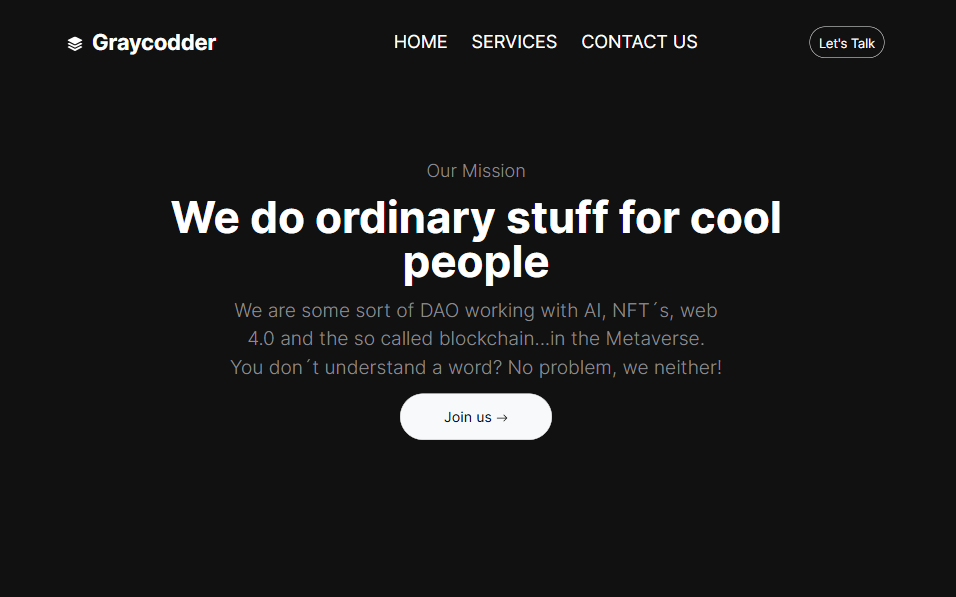 Graycodder
HOME SERVICES CONTACT US
Let's Talk
Our Mission
We do ordinary stuff for cool
people
We are some sort of DAO working with AI, NFT´s, web
4.0 and the so called blockchain...in the Metaverse.
You don´t understand a word? No problem, we neither!
Join us →